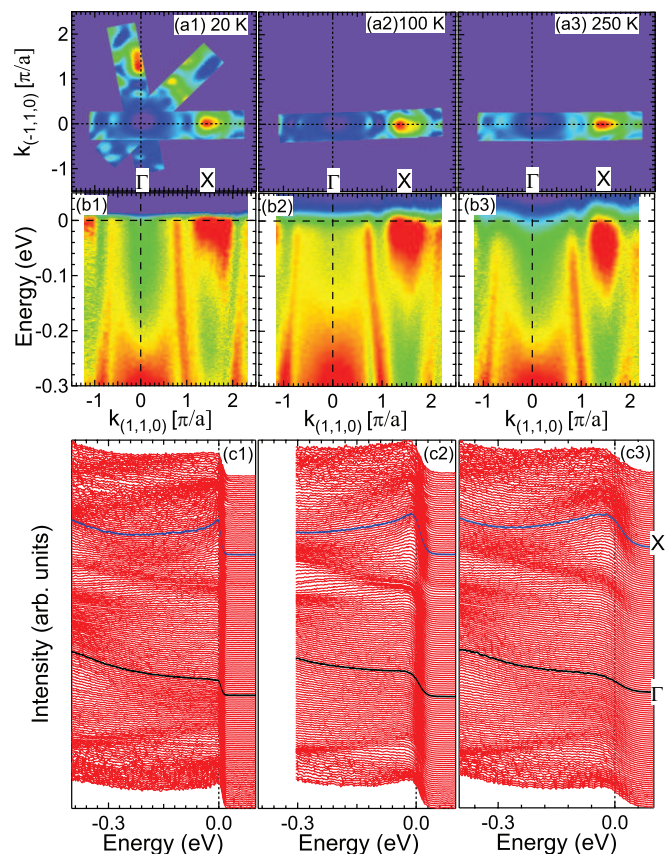 (a1) 20 K
(a2)100 K
(a3) 250 K
k(-1,1,0) [π/a]
2
1
0
-1
Γ
X
Γ
X
Γ
X
(b1)
(b2)
(b3)
Energy (eV)
0
-0.1
-0.2
-0.3
-1 0 1 2
-1 0 1 2
-1 0 1 2
k(1,1,0) [π/a]
k(1,1,0) [π/a]
k(1,1,0) [π/a]
(c1)
(c2)
(c3)
Intensity (arb. units)
X
Γ
-0.3 0.0
-0.3 0.0
-0.3 0.0
Energy (eV)
Energy (eV)
Energy (eV)